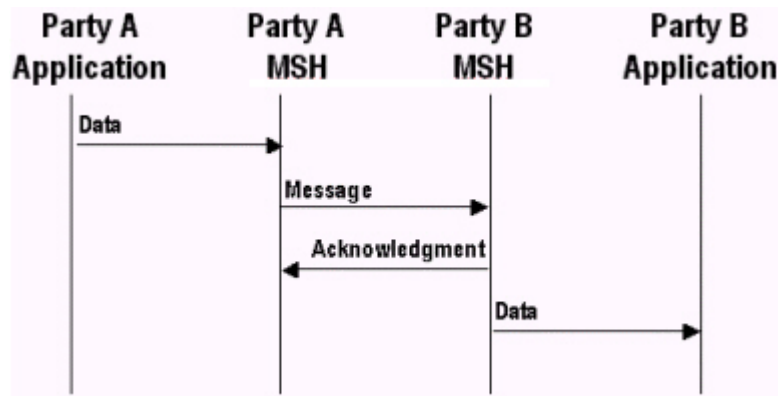 Party A Application
Party A MSH
Party B MSH
Party B Application
Data
Message
Acknowledgment
Data